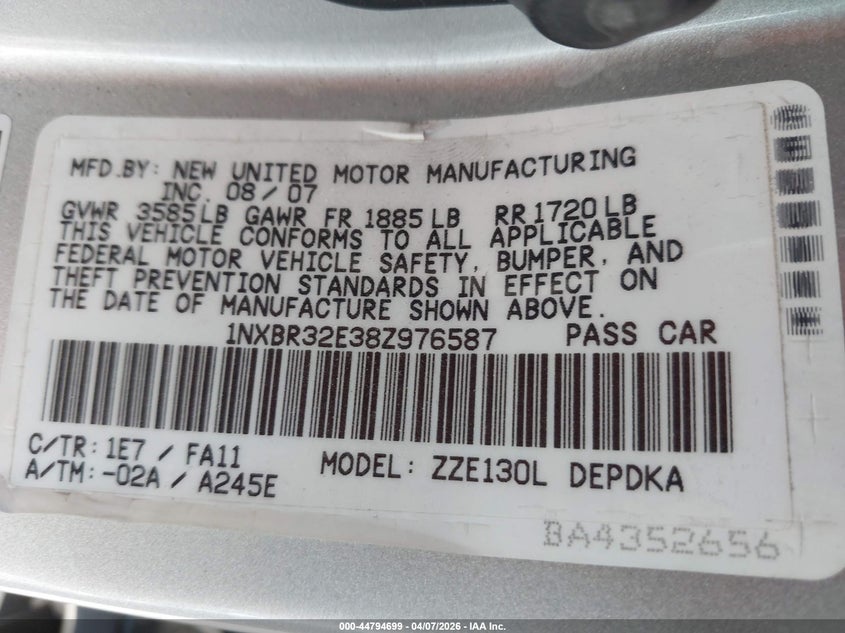 MFD.BY: NEW UNITED MOTOR MANUFACTURING
INC. 08/07
GVWR 3585LB GAWR FR 1885LB RR1720LB
THIS VEHICLE CONFORMS TO ALL APPLICABLE
FEDERAL MOTOR VEHICLE SAFETY, BUMPER, AND
THEFT PREVENTION STANDARDS IN EFFECT ON
THE DATE OF MANUFACTURE SHOWN ABOVE.
1NXBR32E38Z976587 PASS CAR
C/TR: 1E7 / FA11
A/TM: -02A / A245E
MODEL: ZZE130L DEPDKA
BA4352656
000-44794699 | 04/07/2026 | IAA Inc.